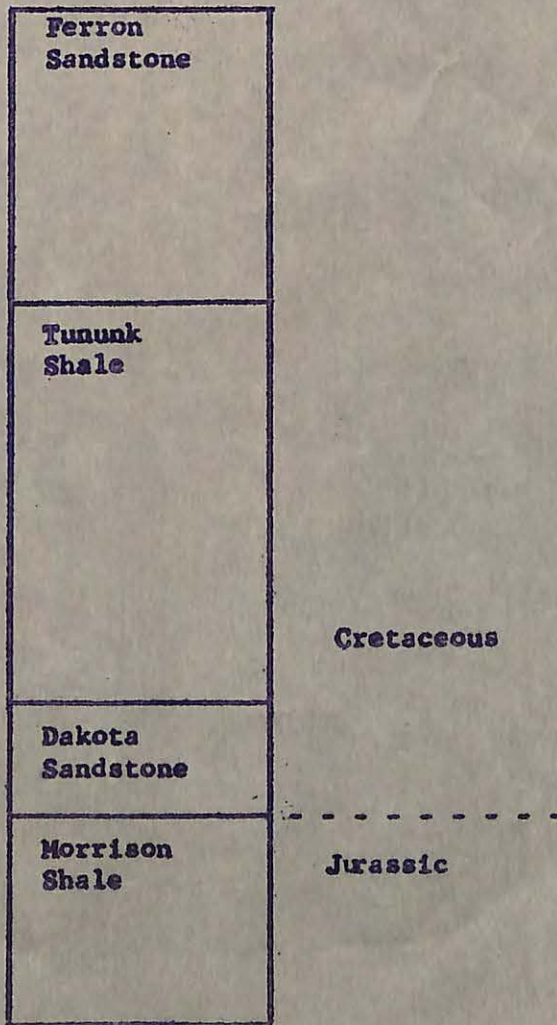 Ferron
Sandstone
Tununk
Shale
Cretaceous
Dakota
Sandstone
Morrison
Shale
Jurassic